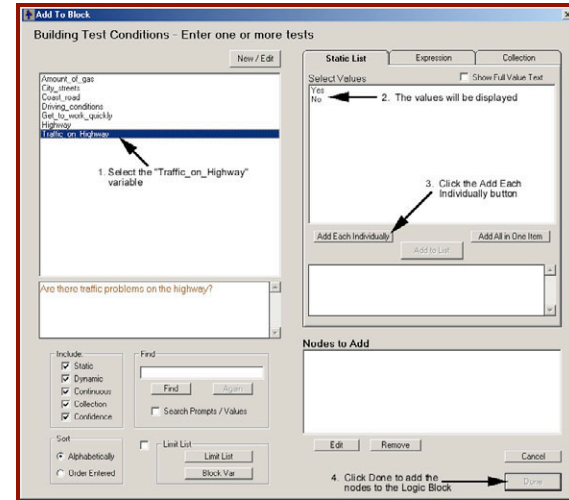 Add To Block
Building Test Conditions - Enter one or more tests
New / Edit
Amount_of_gas
City_streets
Coast_road
Driving_conditions
Get_to_work_quickly
Highway
Traffic_on_Highway
1. Select the "Traffic_on_Highway"
variable
Are there traffic problems on the highway?
Include:
Static
Dynamic
Continuous
Collection
Confidence
Find
Find
Again
Search Prompts / Values
Sort
Alphabetically
Order Entered
Limit List
Limit List
Block Var
Static List
Expression
Collection
Select Values
Show Full Value Text
Yes
No
2. The values will be displayed
3. Click the Add Each
Individually button
Add Each Individually
Add to List
Add All in One Item
Nodes to Add
Edit
Remove
Cancel
4. Click Done to add the
nodes to the Logic Block
Done